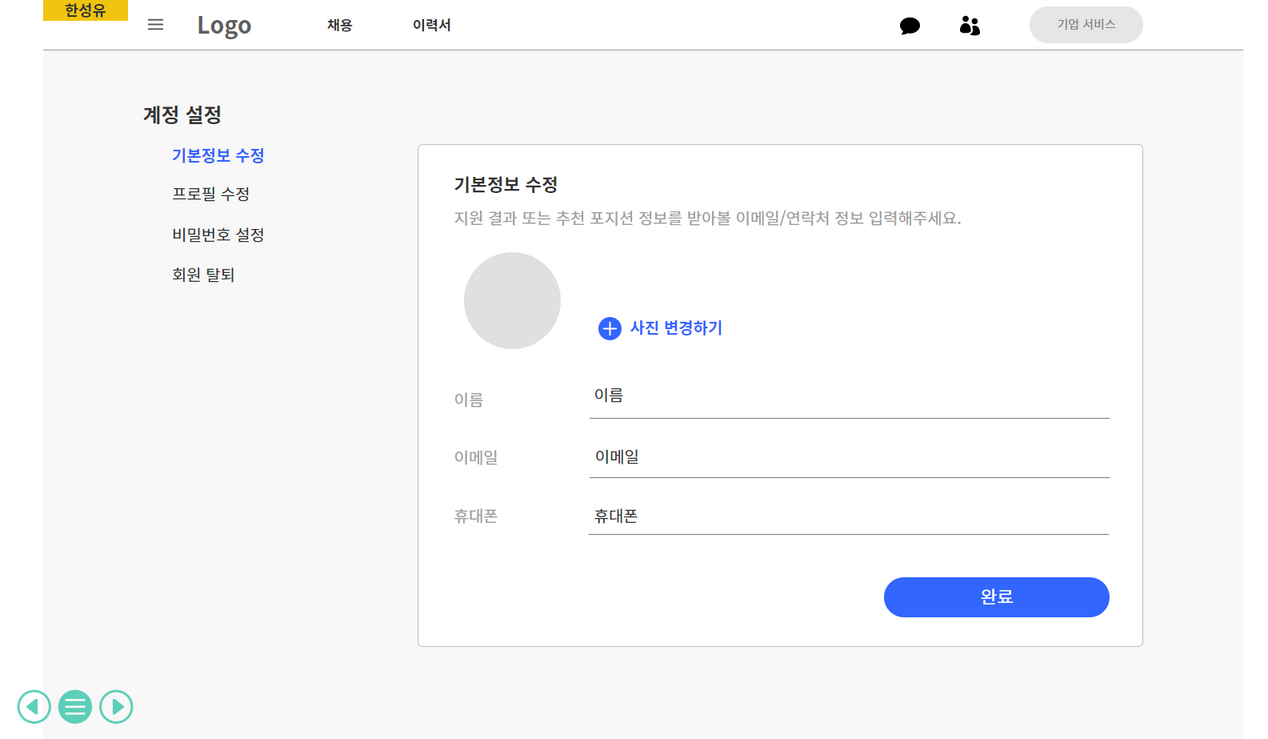 한성유
Logo
채용
이력서
기업 서비스
계정 설정
기본정보 수정
프로필 수정
비밀번호 설정
회원 탈퇴
기본정보 수정
지원 결과 또는 추천 포지션 정보를 받아볼 이메일/연락처 정보 입력해주세요.
사진 변경하기
이름
이름
이메일
이메일
휴대폰
휴대폰
완료